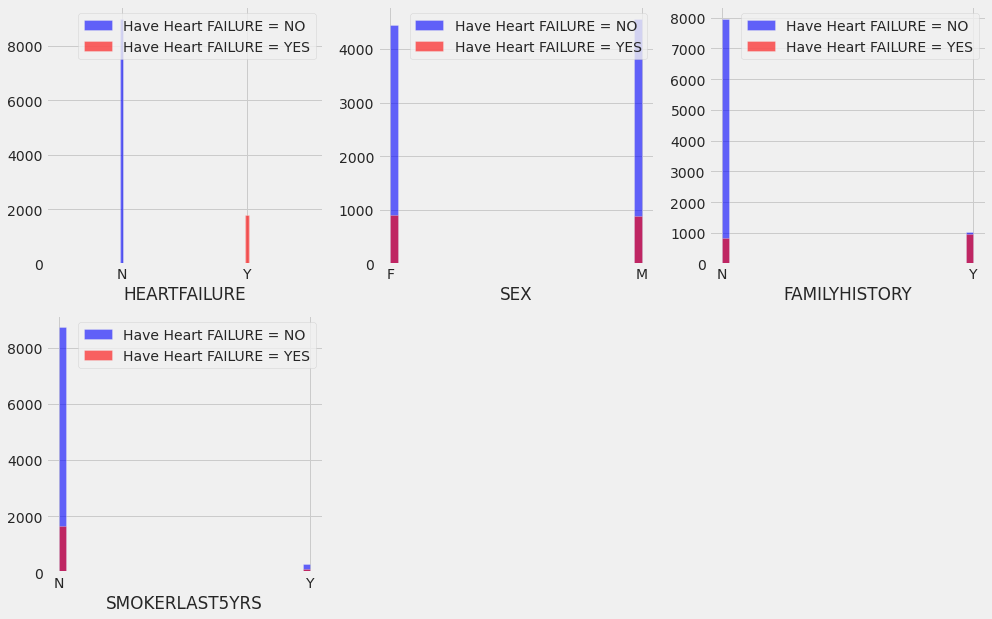 Have Heart FAILURE = NO
Have Heart FAILURE = YES
8000
6000
4000
2000
0
N
Y
HEARTFAILURE
Have Heart FAILURE = NO
Have Heart FAILURE = YES
4000
3000
2000
1000
0
F
M
SEX
Have Heart FAILURE = NO
Have Heart FAILURE = YES
8000
7000
6000
5000
4000
3000
2000
1000
0
N
Y
FAMILYHISTORY
Have Heart FAILURE = NO
Have Heart FAILURE = YES
8000
6000
4000
2000
0
N
Y
SMOKERLAST5YRS